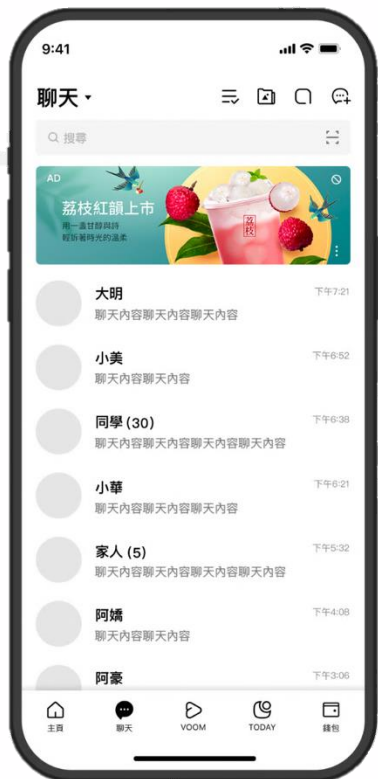 9:41
聊天
搜尋
AD
荔枝紅韻上市
用一盞甘醇與詩
輕訴著時光的溫柔
荔枝
大明
下午7:21
聊天內容聊天內容聊天內容
小美
下午6:52
聊天內容聊天內容
同學 (30)
下午6:38
聊天內容聊天內容聊天內容聊天內容
小華
下午6:21
聊天內容聊天內容聊天內容
家人 (5)
下午5:32
聊天內容聊天內容聊天內容聊天內容
阿嬌
下午4:08
聊天內容聊天內容
阿豪
下午3:06
主頁
聊天
VOOM
TODAY
錢包